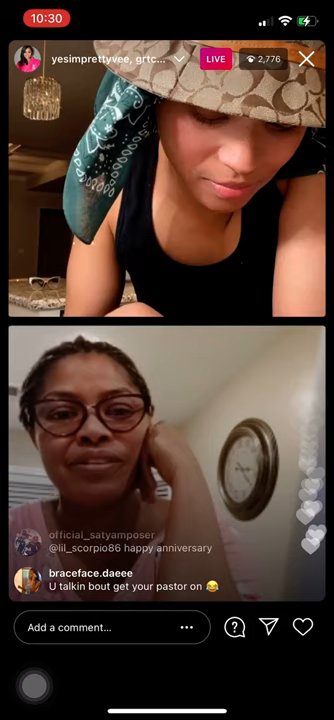 10:30
yesimprettyvee, grtc...
LIVE
2,776
official_satyamposer
@lil_scorpio86 happy anniversary
braceface.daeee
U talkin bout get your pastor on 😂
Add a comment...